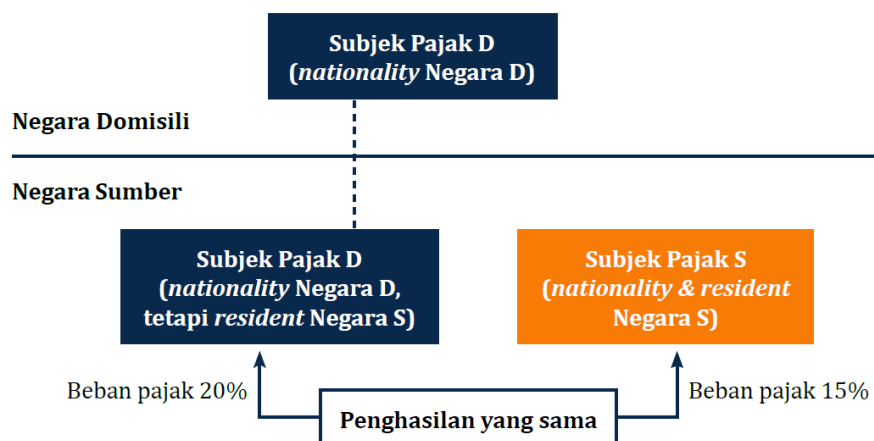 Subjek Pajak D
(nationality Negara D)
Negara Domisili
Negara Sumber
Subjek Pajak D
(nationality Negara D,
tetapi resident Negara S)
Subjek Pajak S
(nationality & resident
Negara S)
Beban pajak 20%
Beban pajak 15%
Penghasilan yang sama